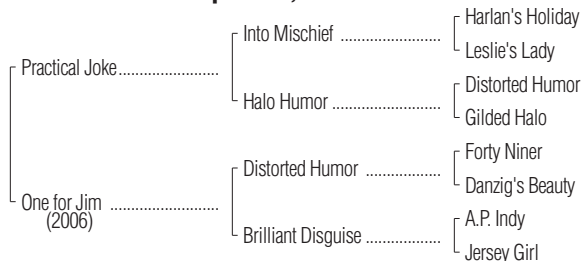 Harlan's Holiday
Into Mischief ........................
Leslie's Lady
Practical Joke........................
Distorted Humor
Halo Humor ..........................
Gilded Halo
Forty Niner
Distorted Humor ..................
Danzig's Beauty
One for Jim ..........................
(2006)
A.P. Indy
Brilliant Disguise ..................
Jersey Girl